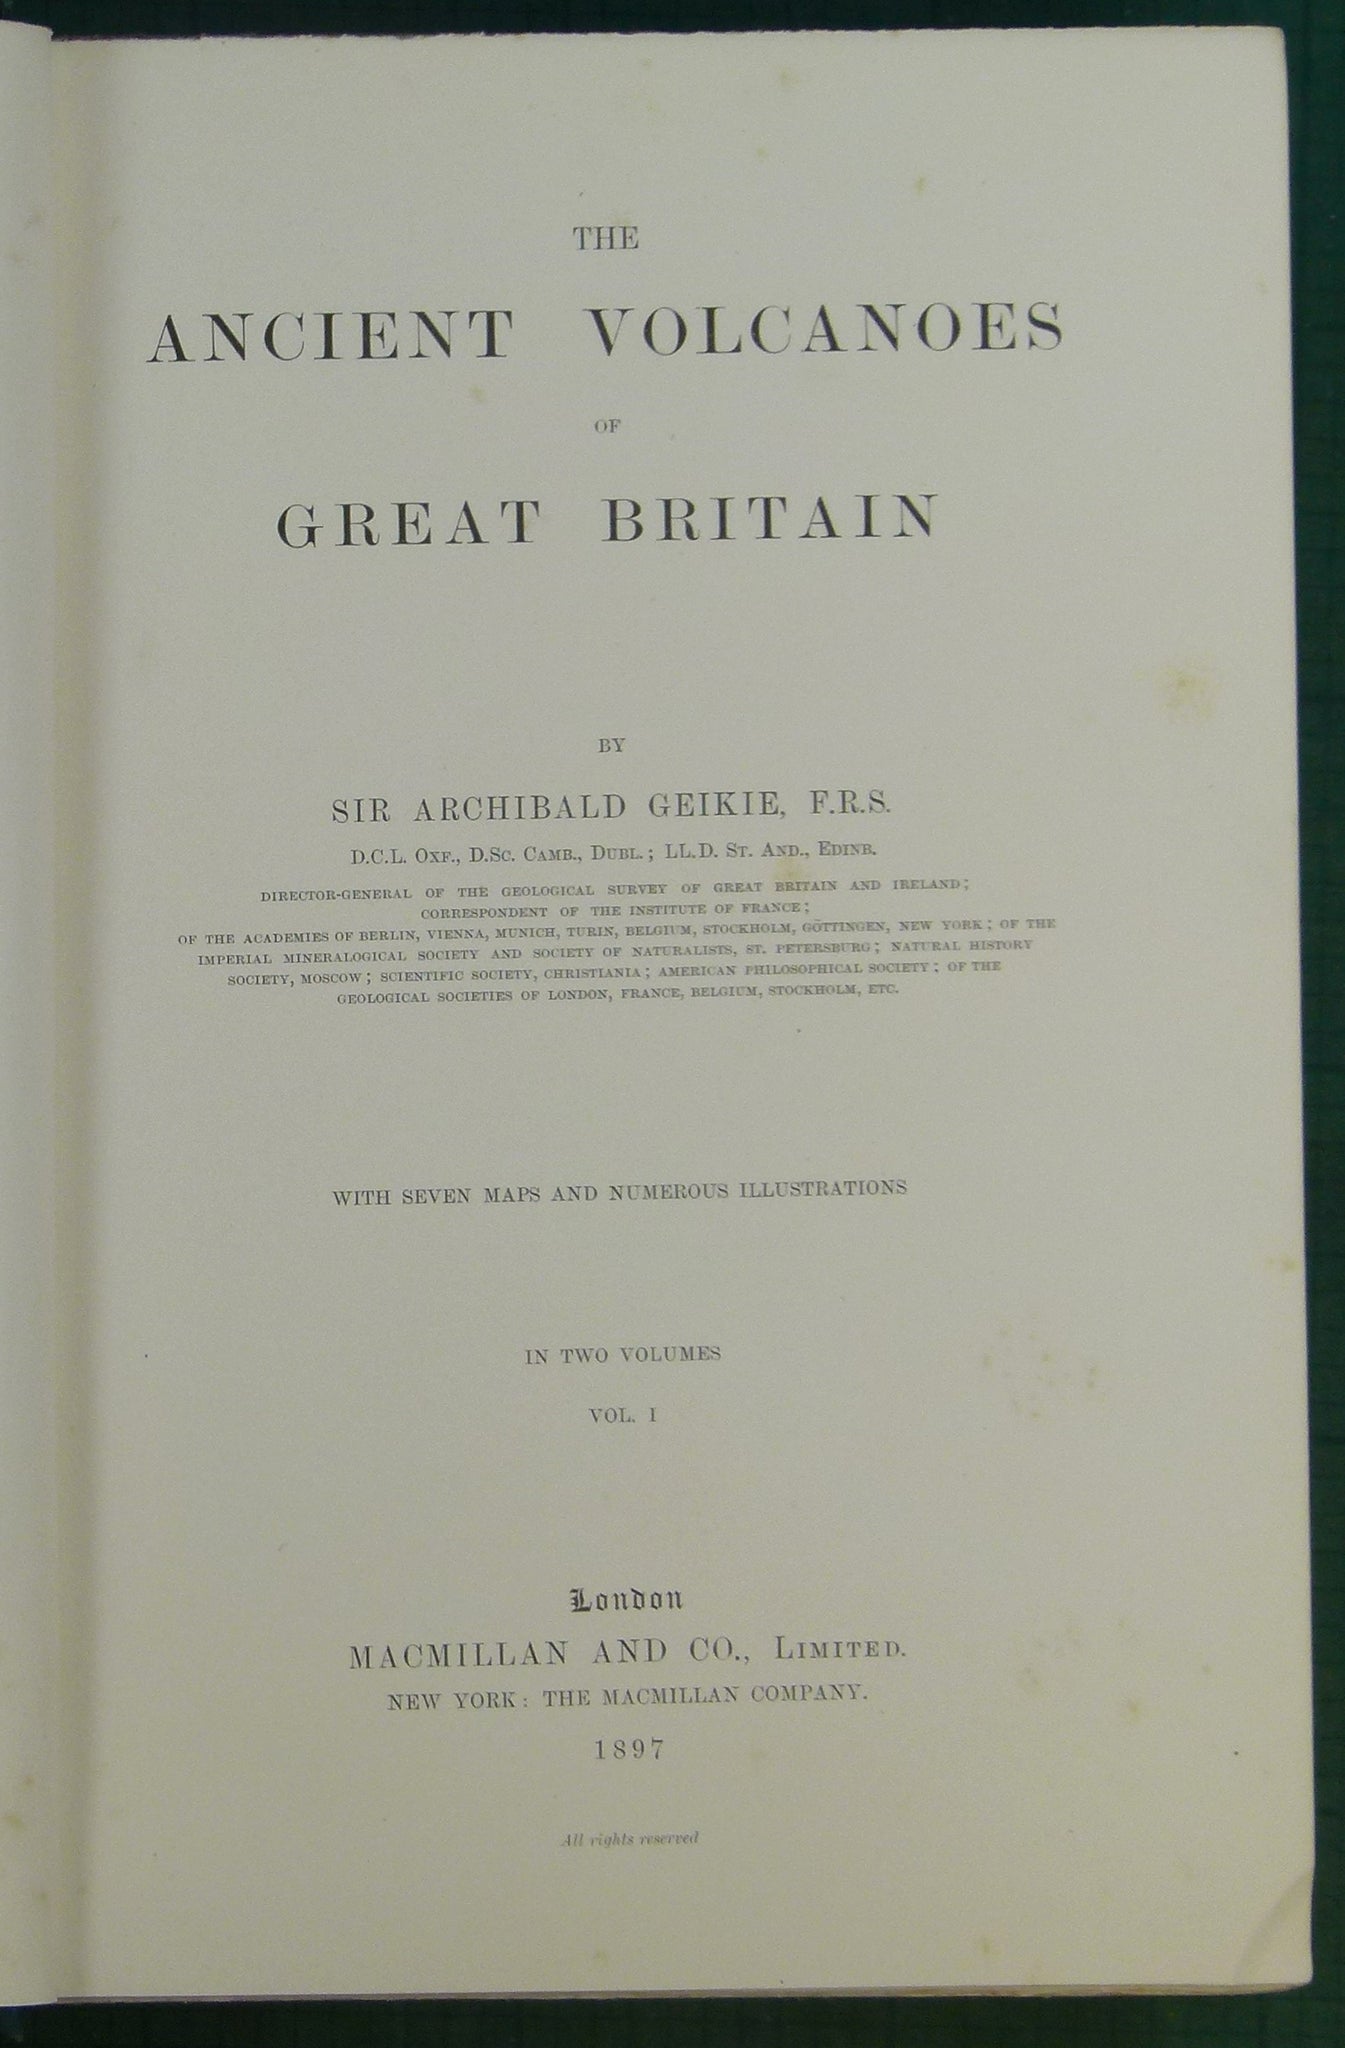 THE
ANCIENT VOLCANOES
OF
GREAT BRITAIN
BY
SIR ARCHIBALD GEIKIE, F.R.S.
D.C.L. OXF., D.SC. CAMB., DUBL.; LL.D. ST. AND., EDINB.
DIRECTOR-GENERAL OF THE GEOLOGICAL SURVEY OF GREAT BRITAIN AND IRELAND;
CORRESPONDENT OF THE INSTITUTE OF FRANCE;
OF THE ACADEMIES OF BERLIN, VIENNA, MUNICH, TURIN, BELGIUM, STOCKHOLM, GÖTTINGEN, NEW YORK; OF THE
IMPERIAL MINERALOGICAL SOCIETY AND SOCIETY OF NATURALISTS, ST. PETERSBURG; NATURAL HISTORY
SOCIETY, MOSCOW; SCIENTIFIC SOCIETY, CHRISTIANIA; AMERICAN PHILOSOPHICAL SOCIETY; OF THE
GEOLOGICAL SOCIETIES OF LONDON, FRANCE, BELGIUM, STOCKHOLM, ETC.
WITH SEVEN MAPS AND NUMEROUS ILLUSTRATIONS
IN TWO VOLUMES
VOL. I
London
MACMILLAN AND CO., LIMITED.
NEW YORK: THE MACMILLAN COMPANY.
1897
All rights reserved